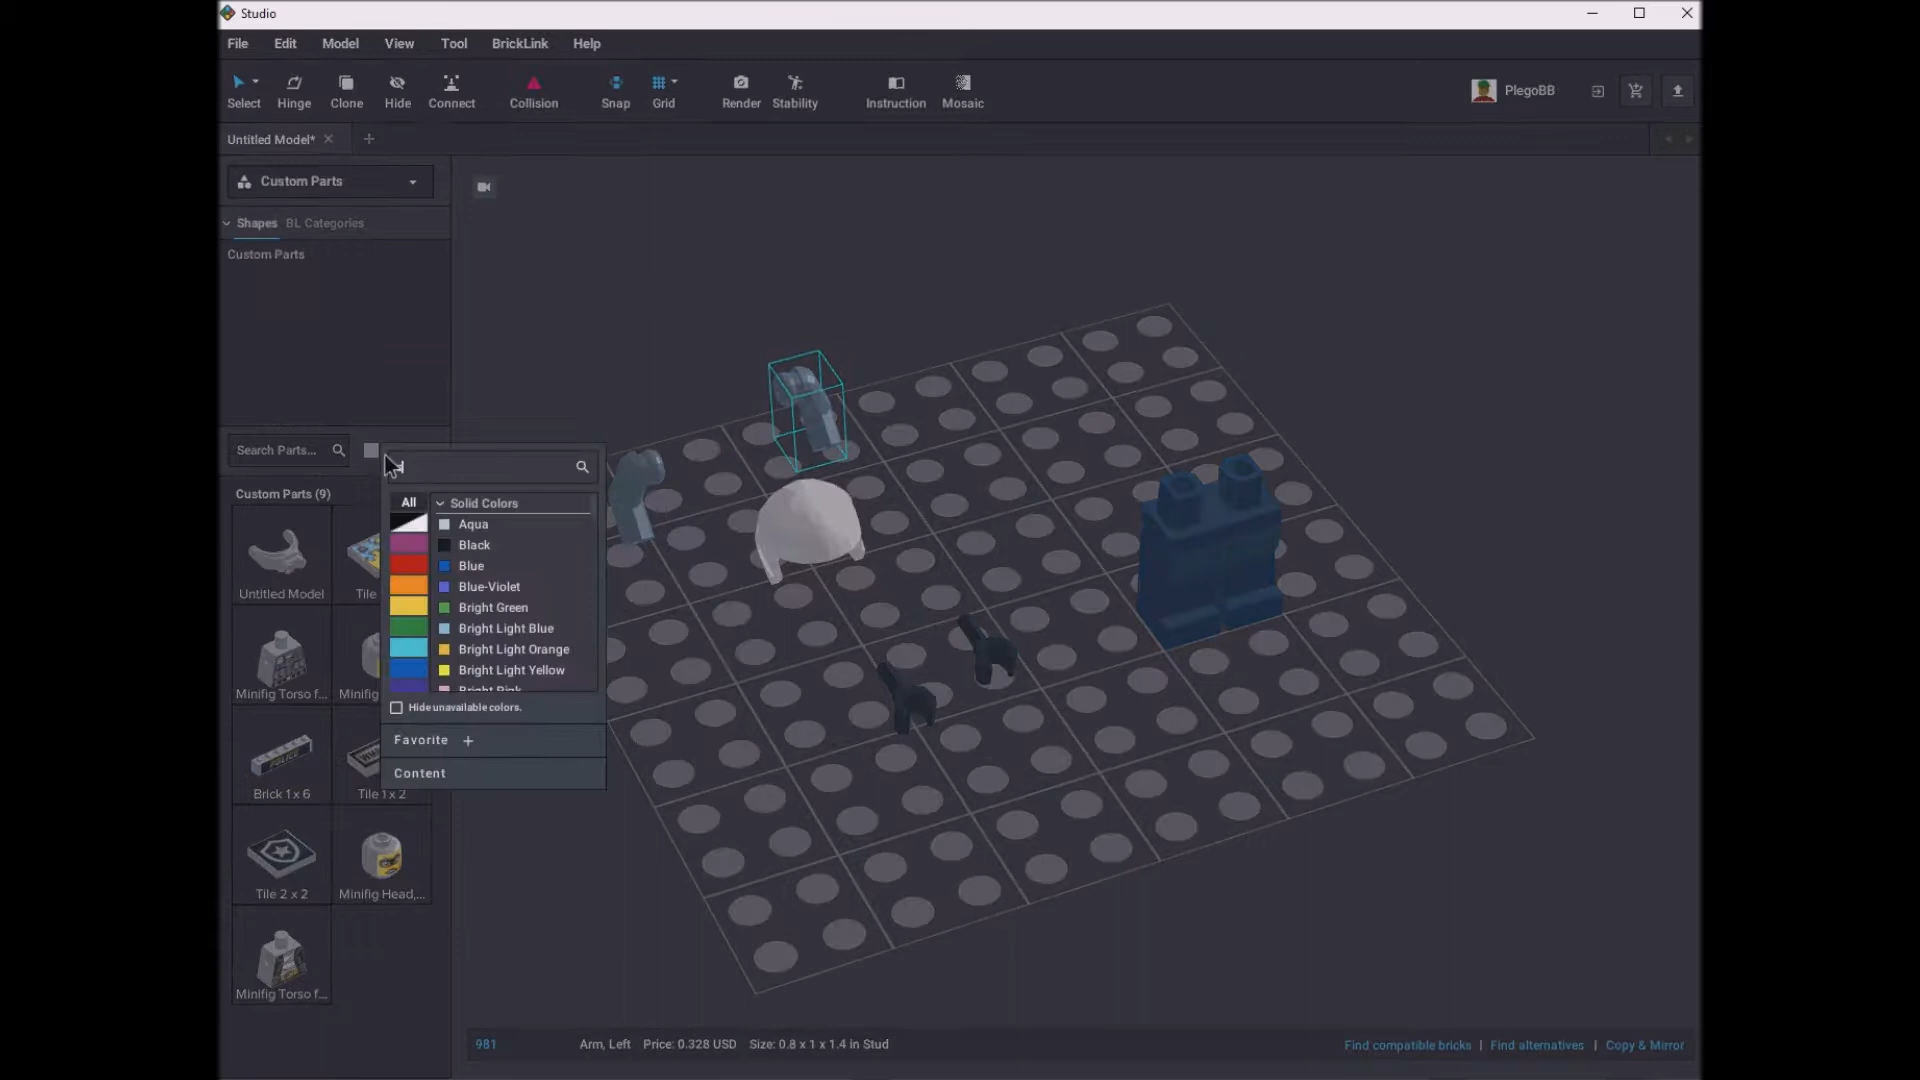 Studio
File Edit Model View Tool BrickLink Help
Select Hinge Clone Hide Connect Collision Snap Grid Render Stability Instruction Mosaic
PlegoBB
Untitled Model*
Custom Parts
Shapes BL Categories
Custom Parts
Search Parts...
Custom Parts (9)
All
Solid Colors
Aqua
Black
Blue
Blue-Violet
Bright Green
Bright Light Blue
Bright Light Orange
Bright Light Yellow
Bright Pink
Hide unavailable colors.
Favorite +
Content
Untitled Model
Tile
Minifig Torso f...
Minifig
Brick 1 x 6
Tile 1 x 2
Tile 2 x 2
Minifig Head,...
Minifig Torso f...
981 Arm, Left Price: 0.328 USD Size: 0.8 x 1 x 1.4 in Stud
Find compatible bricks | Find alternatives | Copy & Mirror